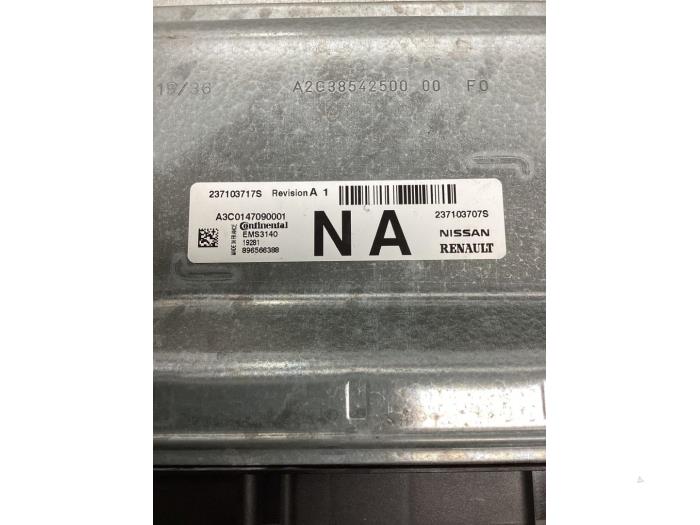 19/36 A2C38542500 00 F0
237103717S Revision A 1
A3C0147090001 237103707S
MADE IN FRANCE
Continental
EMS3140
19281
896566388
N A
NISSAN
RENAULT